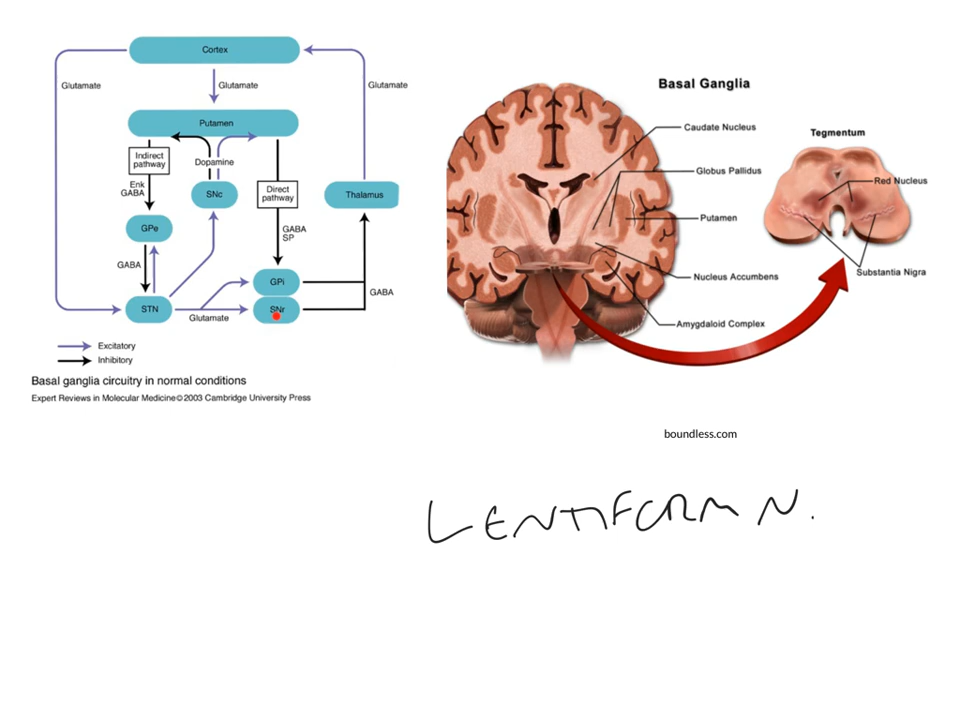 Cortex
Glutamate
Glutamate
Glutamate
Putamen
Indirect
pathway
Dopamine
Enk
GABA
SNc
Direct
pathway
Thalamus
GPe
GABA
SP
GABA
GPi
GABA
STN
SNr
Glutamate
Excitatory
Inhibitory
Basal ganglia circuitry in normal conditions
Expert Reviews in Molecular Medicine©2003 Cambridge University Press
Basal Ganglia
Caudate Nucleus
Globus Pallidus
Putamen
Nucleus Accumbens
Amygdaloid Complex
Tegmentum
Red Nucleus
Substantia Nigra
boundless.com
LENTIFORM N.